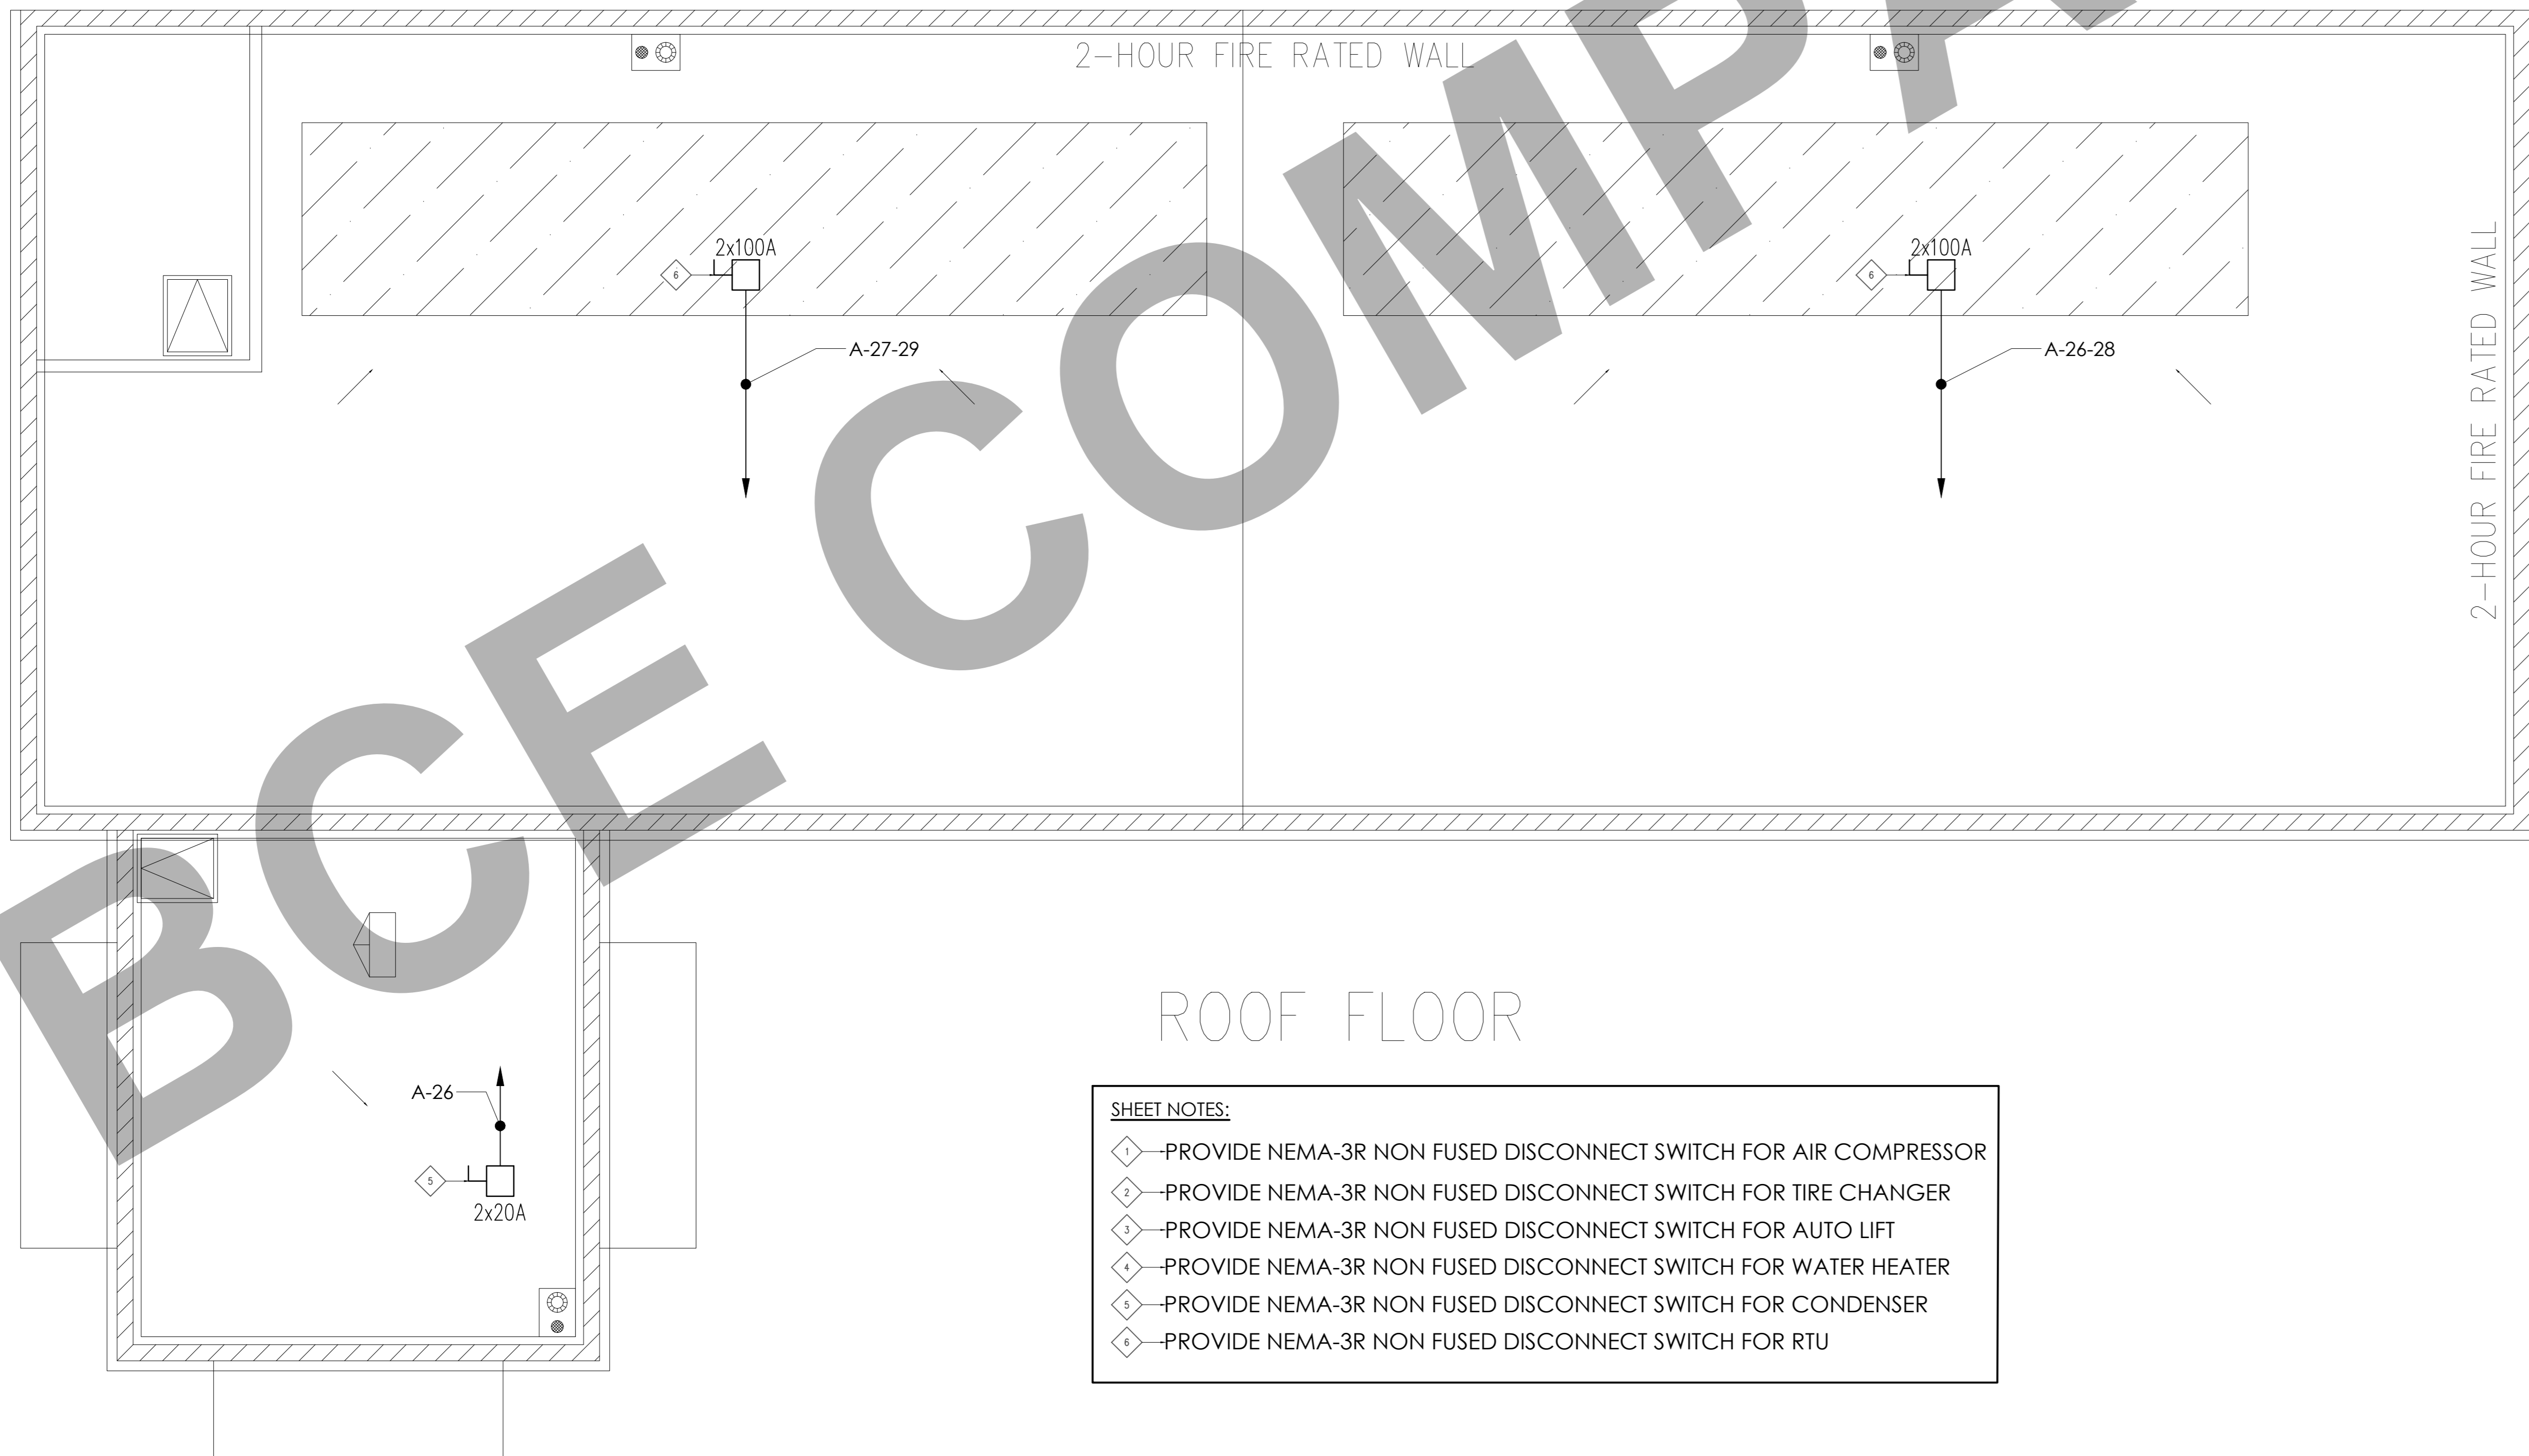 BCE COMPA
2-HOUR FIRE RATED WALL
2x100A
6
A-27-29
2x100A
6
A-26-28
2-HOUR FIRE RATED WALL
A-26
5
2x20A
ROOF FLOOR
SHEET NOTES:
1 PROVIDE NEMA-3R NON FUSED DISCONNECT SWITCH FOR AIR COMPRESSOR
2 PROVIDE NEMA-3R NON FUSED DISCONNECT SWITCH FOR TIRE CHANGER
3 PROVIDE NEMA-3R NON FUSED DISCONNECT SWITCH FOR AUTO LIFT
4 PROVIDE NEMA-3R NON FUSED DISCONNECT SWITCH FOR WATER HEATER
5 PROVIDE NEMA-3R NON FUSED DISCONNECT SWITCH FOR CONDENSER
6 PROVIDE NEMA-3R NON FUSED DISCONNECT SWITCH FOR RTU